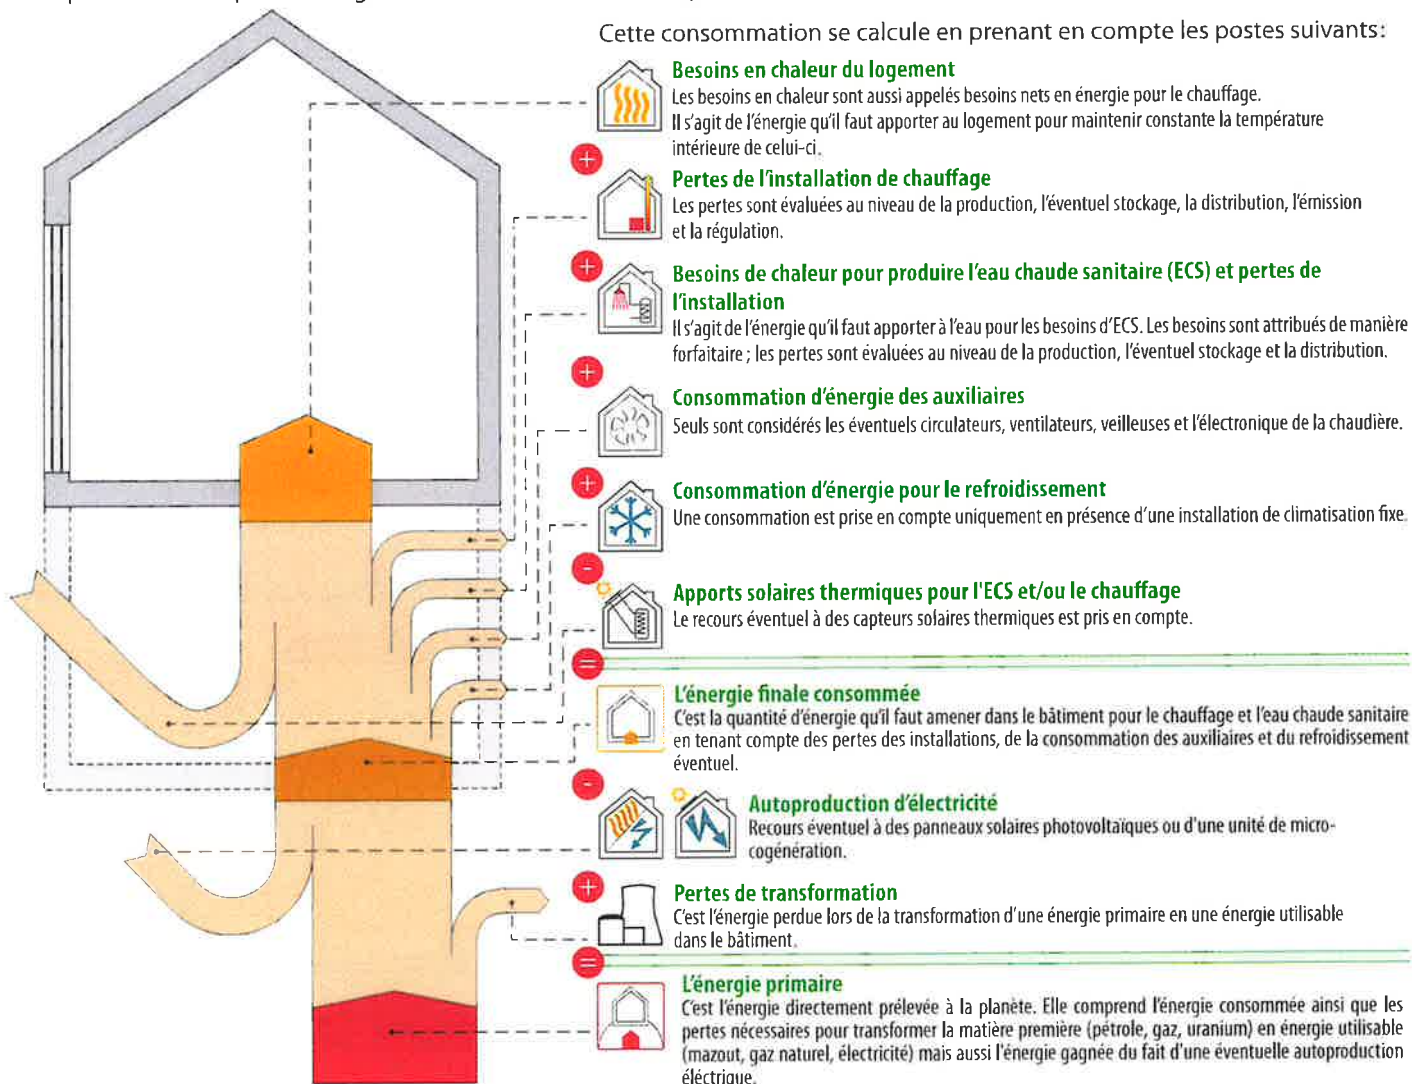 Cette consommation se calcule en prenant en compte les postes suivants:
Besoins en chaleur du logement
Les besoins en chaleur sont aussi appelés besoins nets en énergie pour le chauffage.
Il s'agit de l'énergie qu'il faut apporter au logement pour maintenir constante la température
intérieure de celui-ci.
+
Pertes de l'installation de chauffage
Les pertes sont évaluées au niveau de la production, l'éventuel stockage, la distribution, l'émission
et la régulation.
+
Besoins de chaleur pour produire l'eau chaude sanitaire (ECS) et pertes de
l'installation
Il s'agit de l'énergie qu'il faut apporter à l'eau pour les besoins d'ECS. Les besoins sont attribués de manière
forfaitaire ; les pertes sont évaluées au niveau de la production, l'éventuel stockage et la distribution.
+
Consommation d'énergie des auxiliaires
Seuls sont considérés les éventuels circulateurs, ventilateurs, veilleuses et l'électronique de la chaudière.
+
Consommation d'énergie pour le refroidissement
Une consommation est prise en compte uniquement en présence d'une installation de climatisation fixe.
-
Apports solaires thermiques pour l'ECS et/ou le chauffage
Le recours éventuel à des capteurs solaires thermiques est pris en compte.
=
L'énergie finale consommée
C'est la quantité d'énergie qu'il faut amener dans le bâtiment pour le chauffage et l'eau chaude sanitaire
en tenant compte des pertes des installations, de la consommation des auxiliaires et du refroidissement
éventuel.
-
Autoproduction d'électricité
Recours éventuel à des panneaux solaires photovoltaïques ou d'une unité de micro-
cogénération.
+
Pertes de transformation
C'est l'énergie perdue lors de la transformation d'une énergie primaire en une énergie utilisable
dans le bâtiment.
=
L'énergie primaire
C'est l'énergie directement prélevée à la planète. Elle comprend l'énergie consommée ainsi que les
pertes nécessaires pour transformer la matière première (pétrole, gaz, uranium) en énergie utilisable
(mazout, gaz naturel, électricité) mais aussi l'énergie gagnée du fait d'une éventuelle autoproduction
éléctrique.